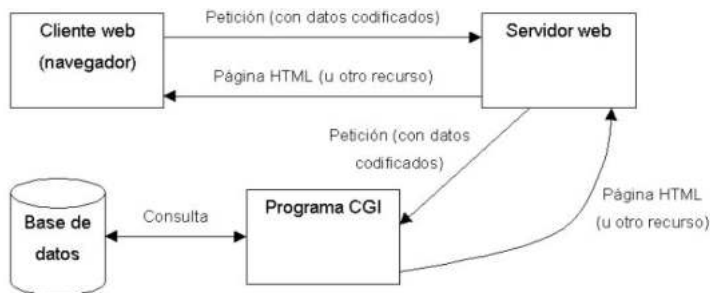 Petición (con datos codificados)
Cliente web
(navegador)
Servidor web
Página HTML (u otro recurso)
Petición (con datos
codificados)
Página HTML
(u otro recurso)
Base de
datos
Consulta
Programa CGI